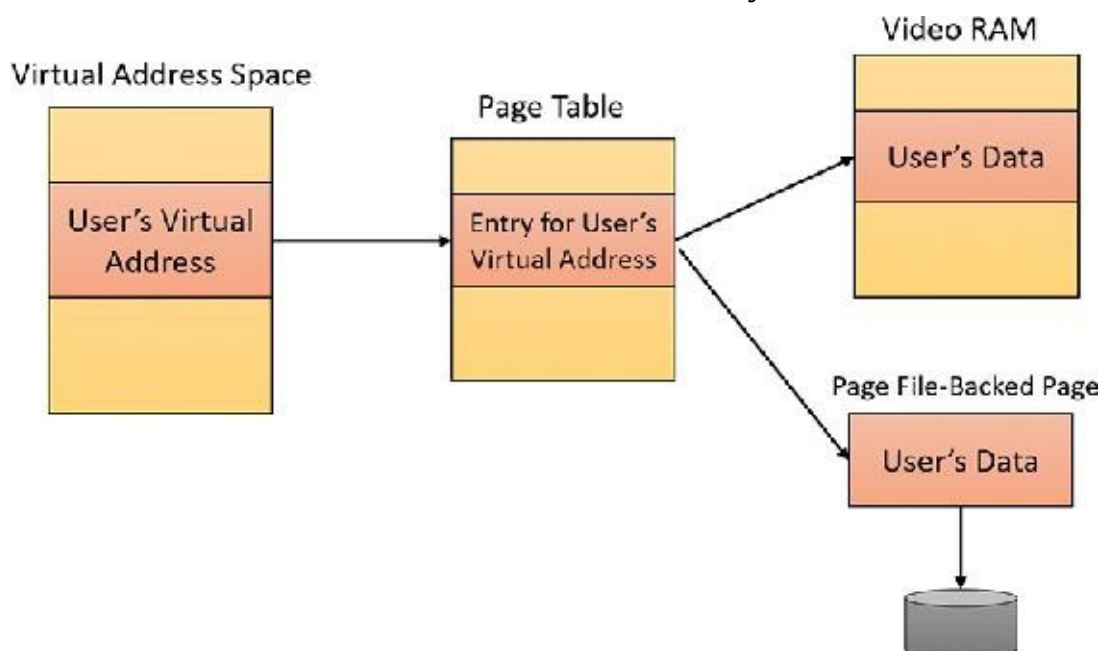 Video RAM
Virtual Address Space
Page Table
User's Data
User's Virtual
Address
Entry for User's
Virtual Address
Page File-Backed Page
User's Data